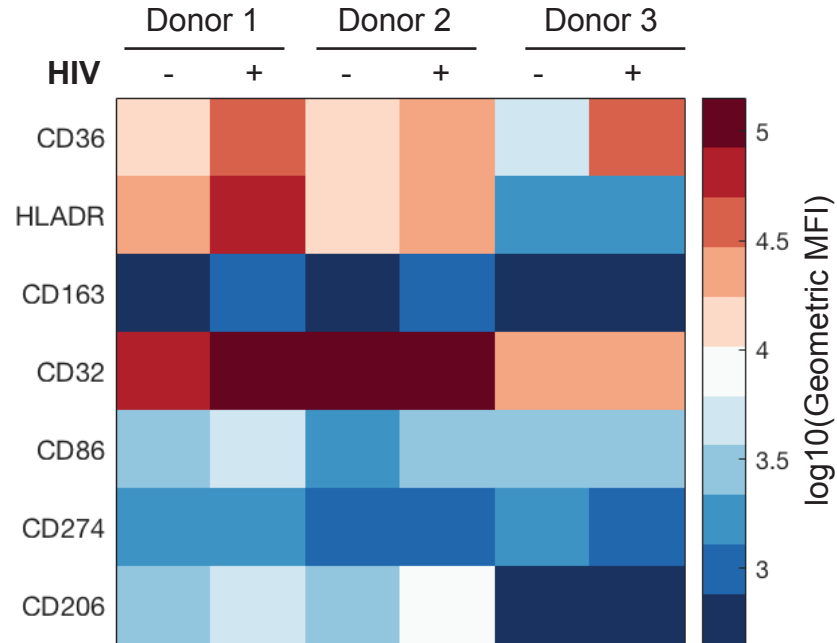 Donor 1 Donor 2 Donor 3
HIV - + - + - +
CD36
HLADR
CD163
CD32
CD86
CD274
CD206
5
4.5
4
3.5
3
log10(Geometric MFI)